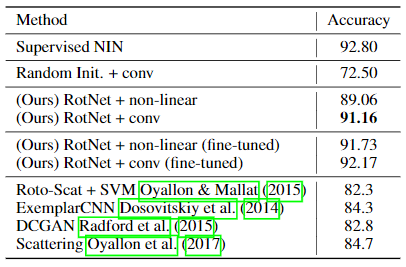 Method Accuracy
Supervised NIN 92.80
Random Init. + conv 72.50
(Ours) RotNet + non-linear 89.06
(Ours) RotNet + conv 91.16
(Ours) RotNet + non-linear (fine-tuned) 91.73
(Ours) RotNet + conv (fine-tuned) 92.17
Roto-Scat + SVM Oyallon & Mallat (2015) 82.3
ExemplarCNN Dosovitskiy et al. (2014) 84.3
DCGAN Radford et al. (2015) 82.8
Scattering Oyallon et al. (2017) 84.7